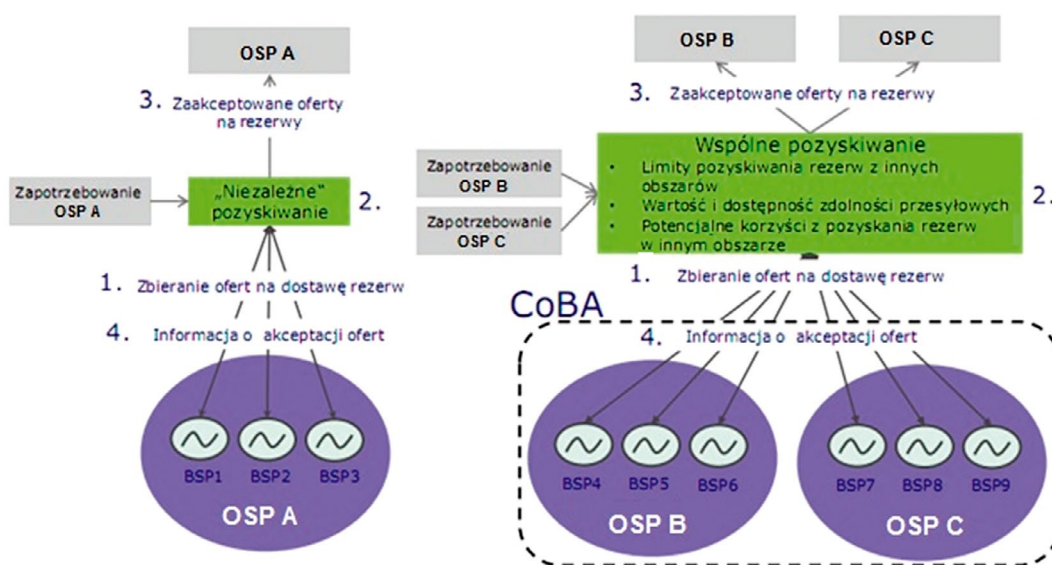 OSP A
3. Zaakceptowane oferty
na rezerwy
Zapotrzebowanie
OSP A
„Niezależne”
pozyskiwanie
2.
1. Zbieranie ofert na dostawę rezerw
4. Informacja o akceptacji ofert
BSP1 BSP2 BSP3
OSP A
OSP B OSP C
3. Zaakceptowane oferty na rezerwy
Zapotrzebowanie
OSP B
Zapotrzebowanie
OSP C
Wspólne pozyskiwanie
• Limity pozyskiwania rezerw z innych
obszarów
• Wartość i dostępność zdolności przesyłowych
• Potencjalne korzyści z pozyskania rezerw
w innym obszarze
2.
1. Zbieranie ofert na dostawę rezerw
CoBA
4. Informacja o akceptacji ofert
BSP4 BSP5 BSP6
OSP B
BSP7 BSP8 BSP9
OSP C